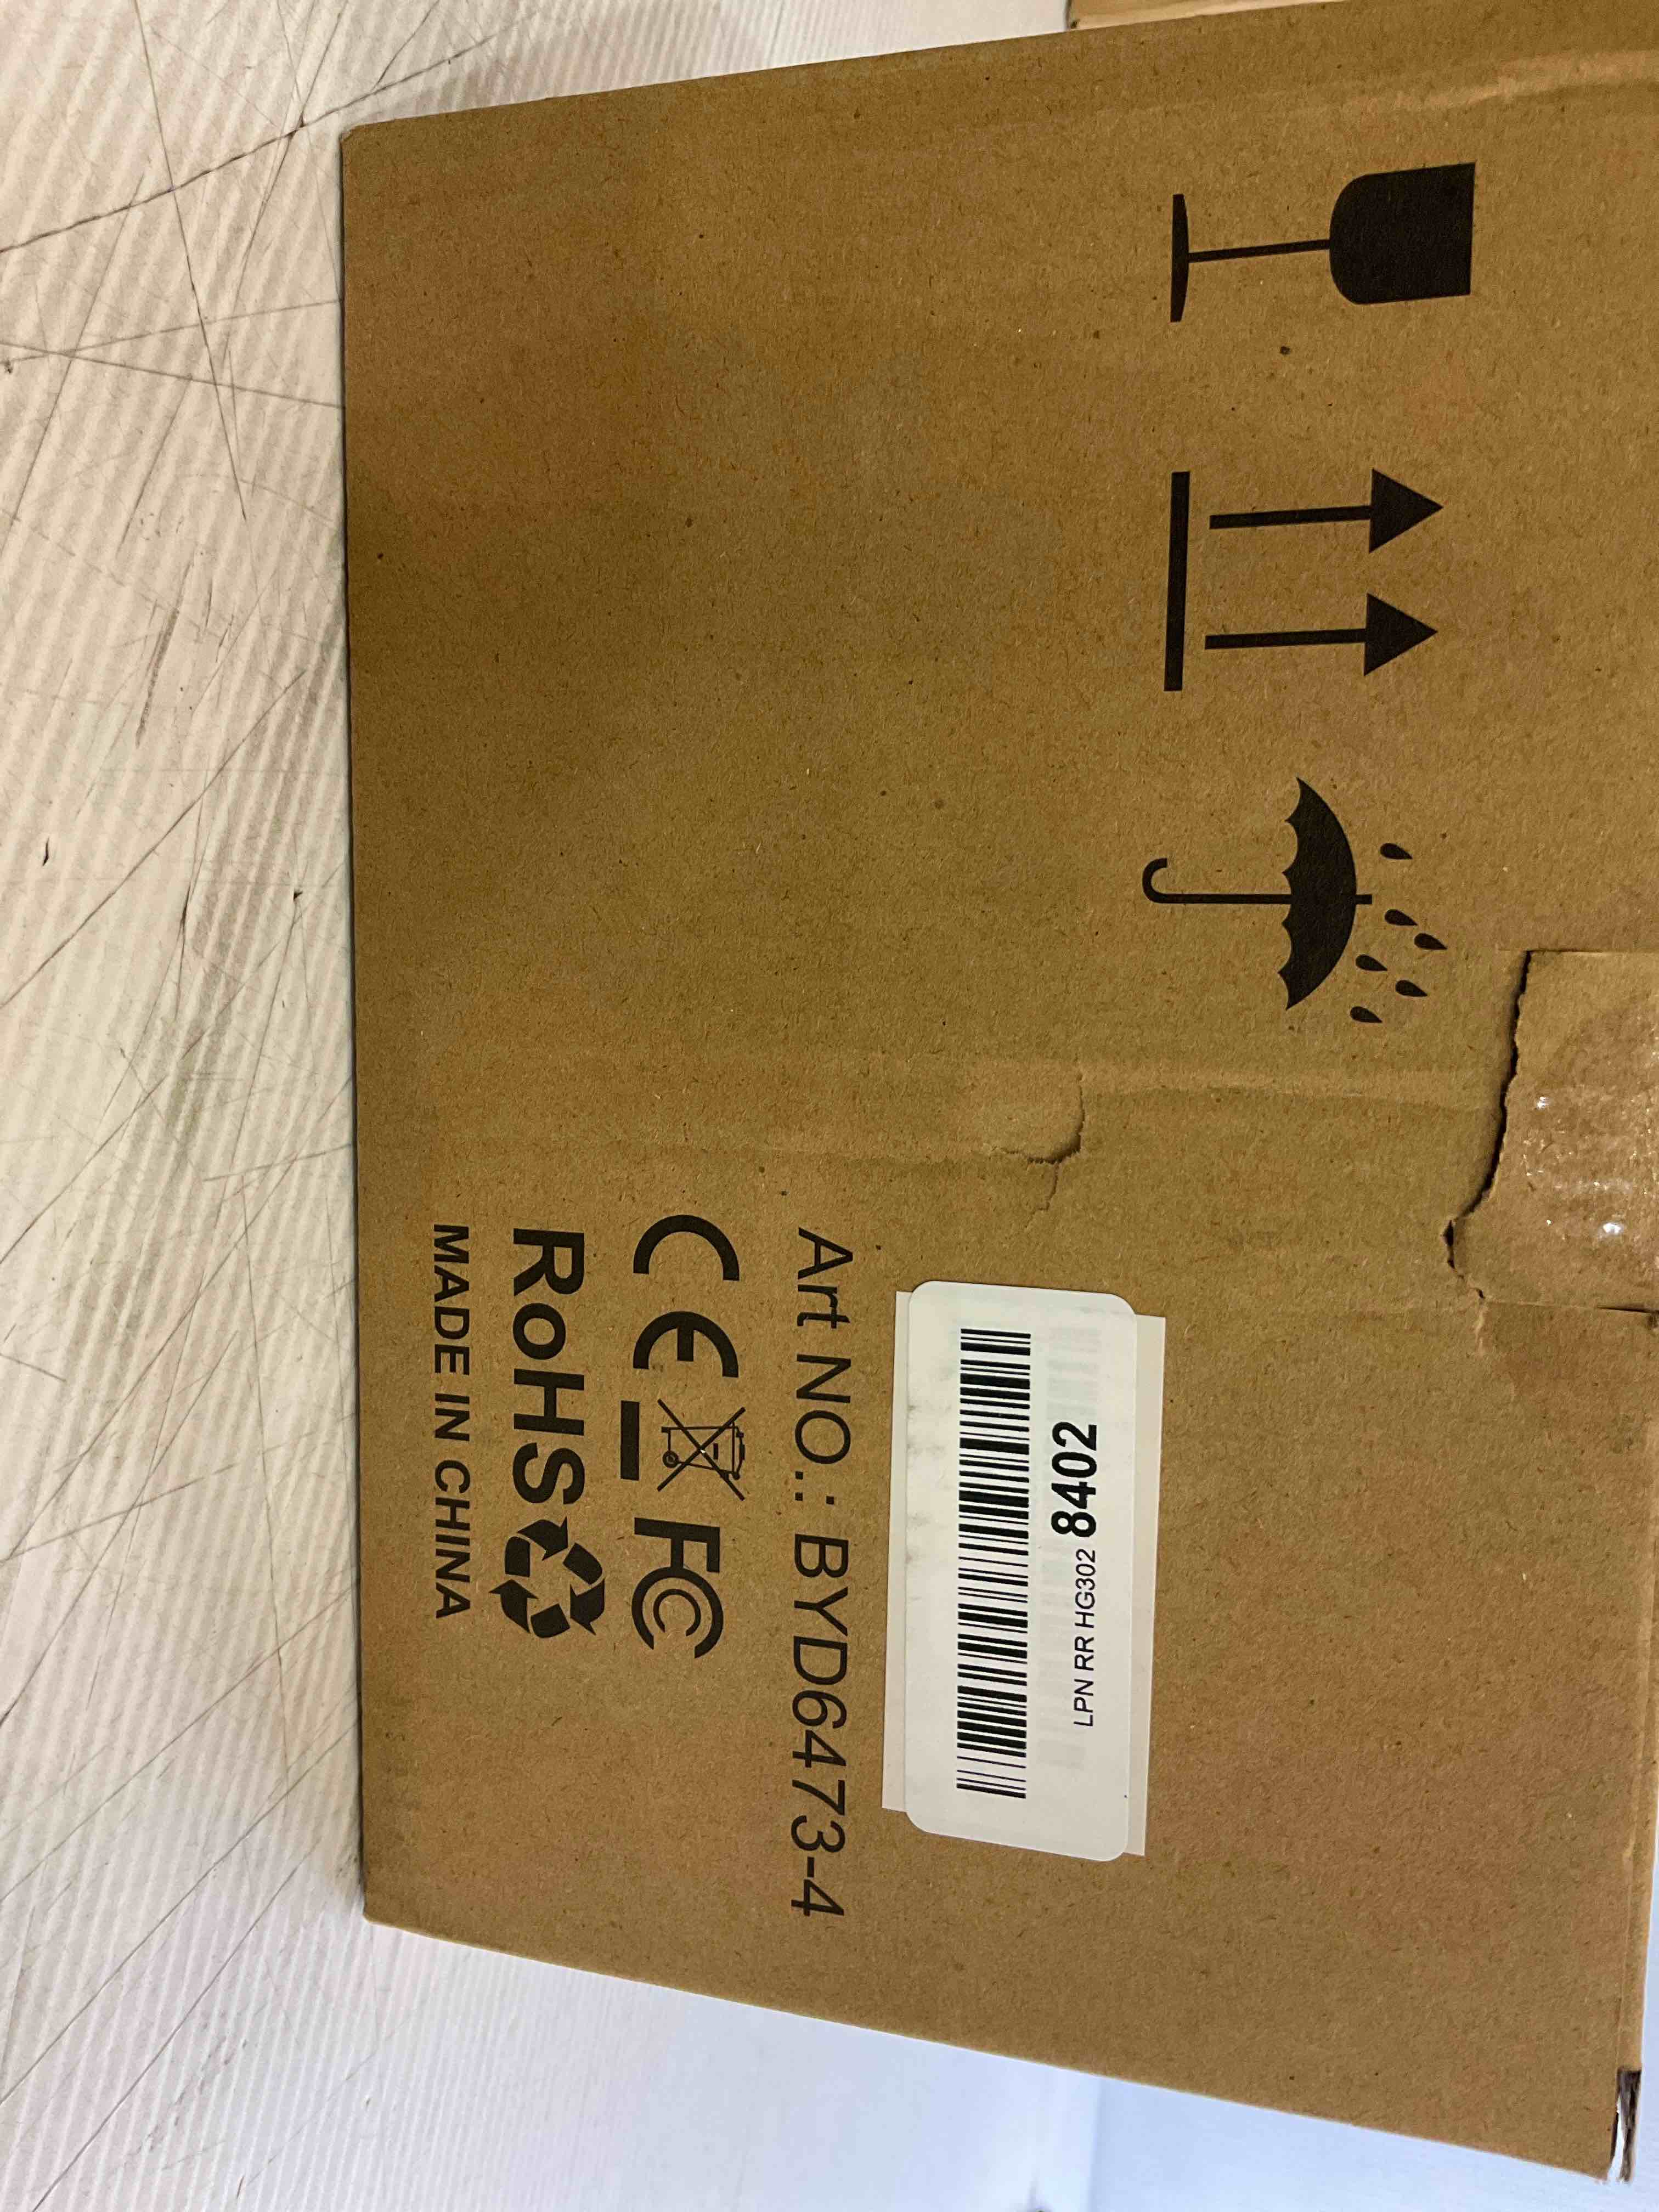 LPN RR HG302 8402
Art NO.: BYD6473-4
CE FC
RoHS
MADE IN CHINA